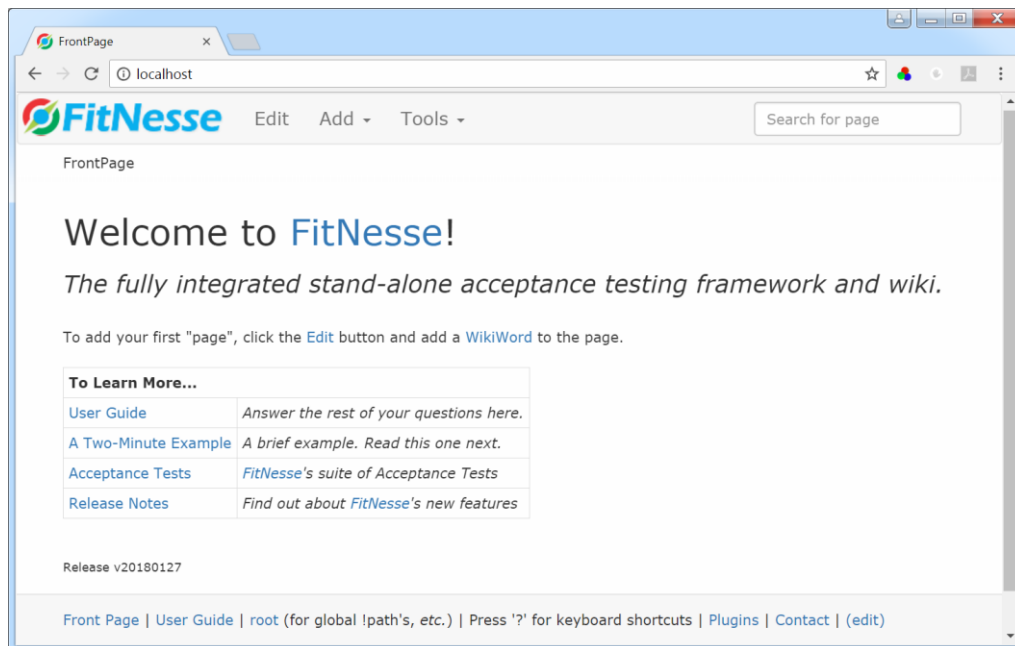 FrontPage
localhost
FitNesse Edit Add Tools Search for page
FrontPage
Welcome to FitNesse!
The fully integrated stand-alone acceptance testing framework and wiki.
To add your first "page", click the Edit button and add a WikiWord to the page.
To Learn More...
User Guide Answer the rest of your questions here.
A Two-Minute Example A brief example. Read this one next.
Acceptance Tests FitNesse's suite of Acceptance Tests
Release Notes Find out about FitNesse's new features
Release v20180127
Front Page | User Guide | root (for global !path's, etc.) | Press '?' for keyboard shortcuts | Plugins | Contact | (edit)